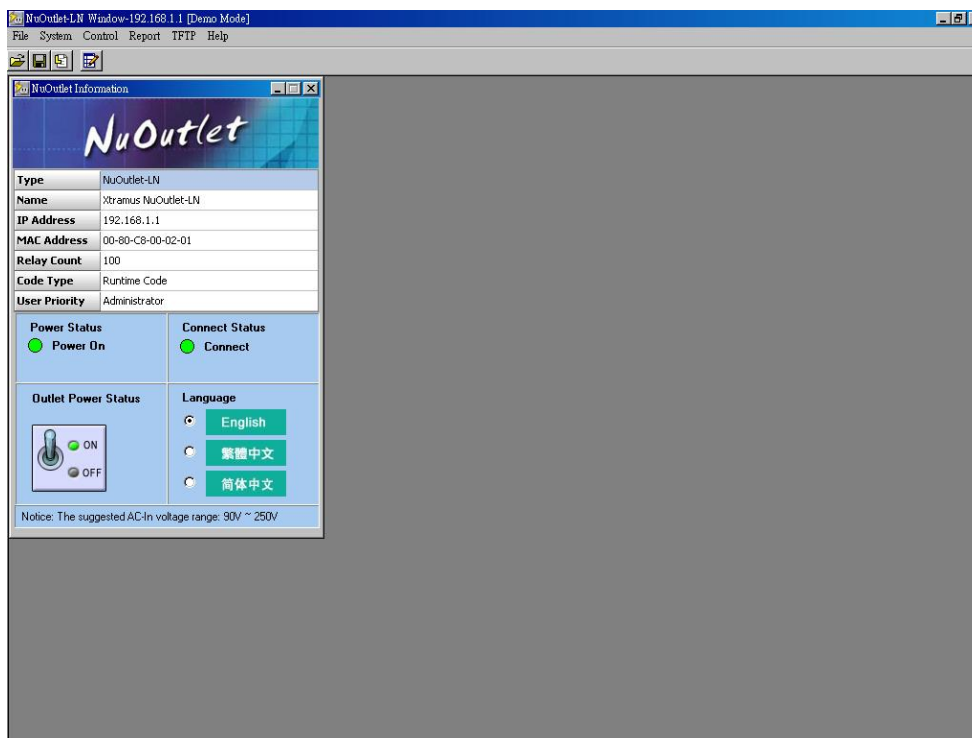 NuOutlet-LN Window-192.168.1.1 [Demo Mode]
File System Control Report TFTP Help
NuOutlet Information
NuOutlet
Type NuOutlet-LN
Name Xtramus NuOutlet-LN
IP Address 192.168.1.1
MAC Address 00-80-C8-00-02-01
Relay Count 100
Code Type Runtime Code
User Priority Administrator
Power Status
Power On
Connect Status
Connect
Outlet Power Status
ON
OFF
Language
English
繁體中文
简体中文
Notice: The suggested AC-In voltage range: 90V ~ 250V